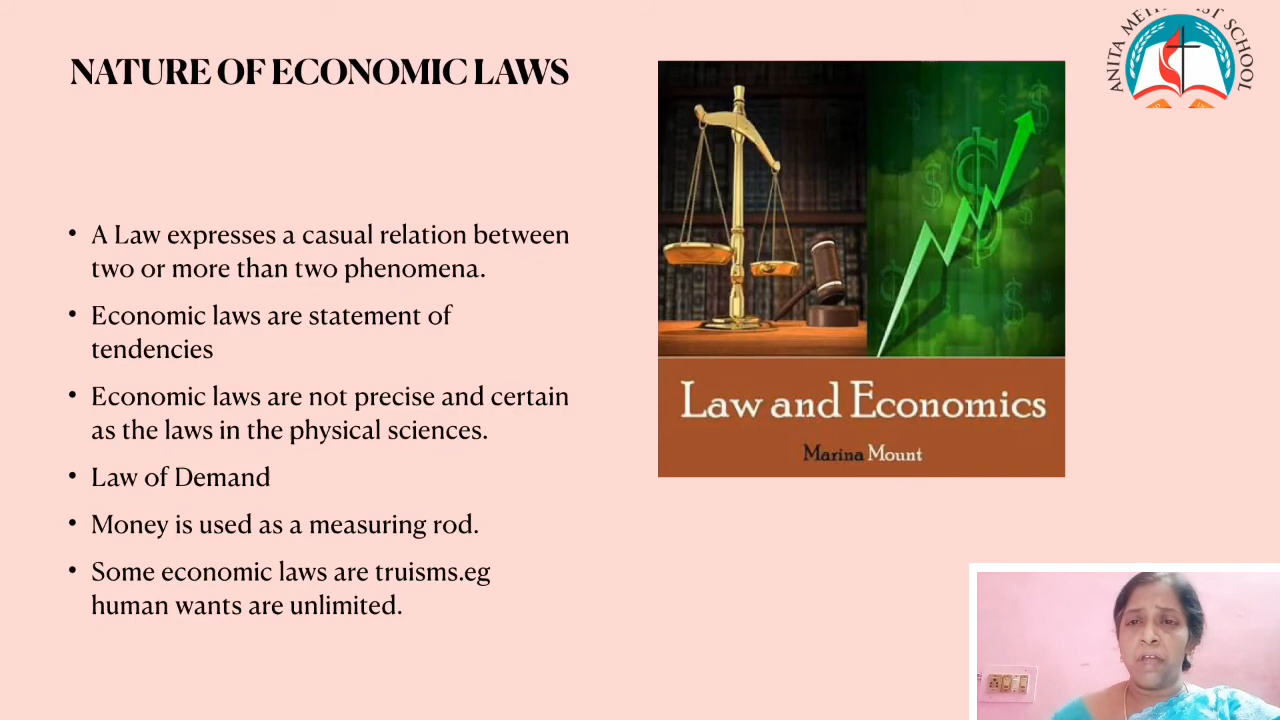 NATURE OF ECONOMIC LAWS
• A Law expresses a casual relation between
two or more than two phenomena.
• Economic laws are statement of
tendencies
• Economic laws are not precise and certain
as the laws in the physical sciences.
• Law of Demand
• Money is used as a measuring rod.
• Some economic laws are truisms.eg
human wants are unlimited.
Law and Economics
Marina Mount
ANITA SCHOOL